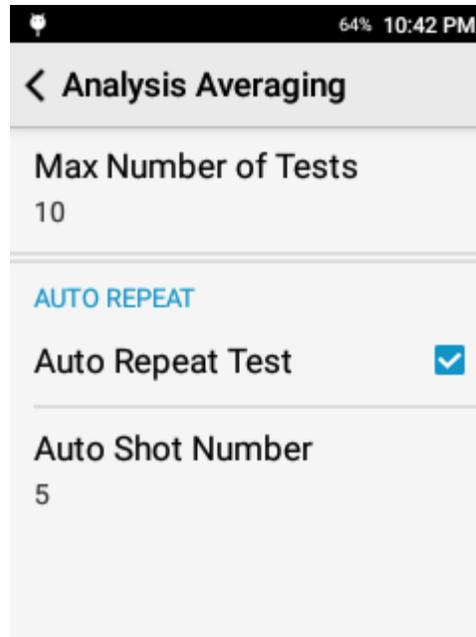 64% 10:42 PM
Analysis Averaging
Max Number of Tests
10
AUTO REPEAT
Auto Repeat Test
Auto Shot Number
5